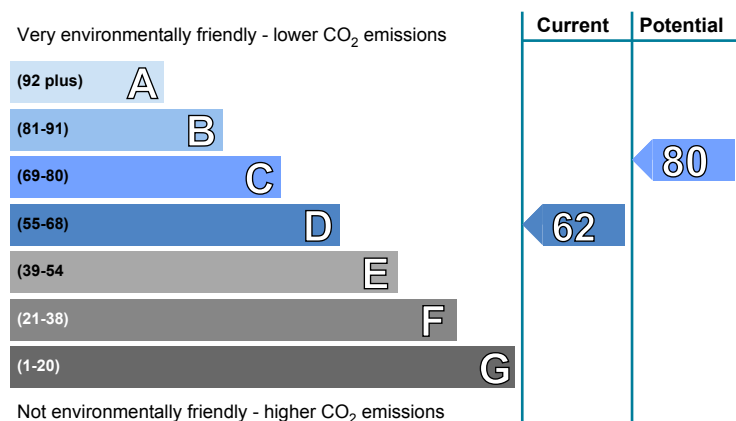 Very environmentally friendly - lower CO₂ emissions
Current
Potential
(92 plus) A
(81-91) B
(69-80) C
80
(55-68) D
62
(39-54 E
(21-38) F
(1-20) G
Not environmentally friendly - higher CO₂ emissions